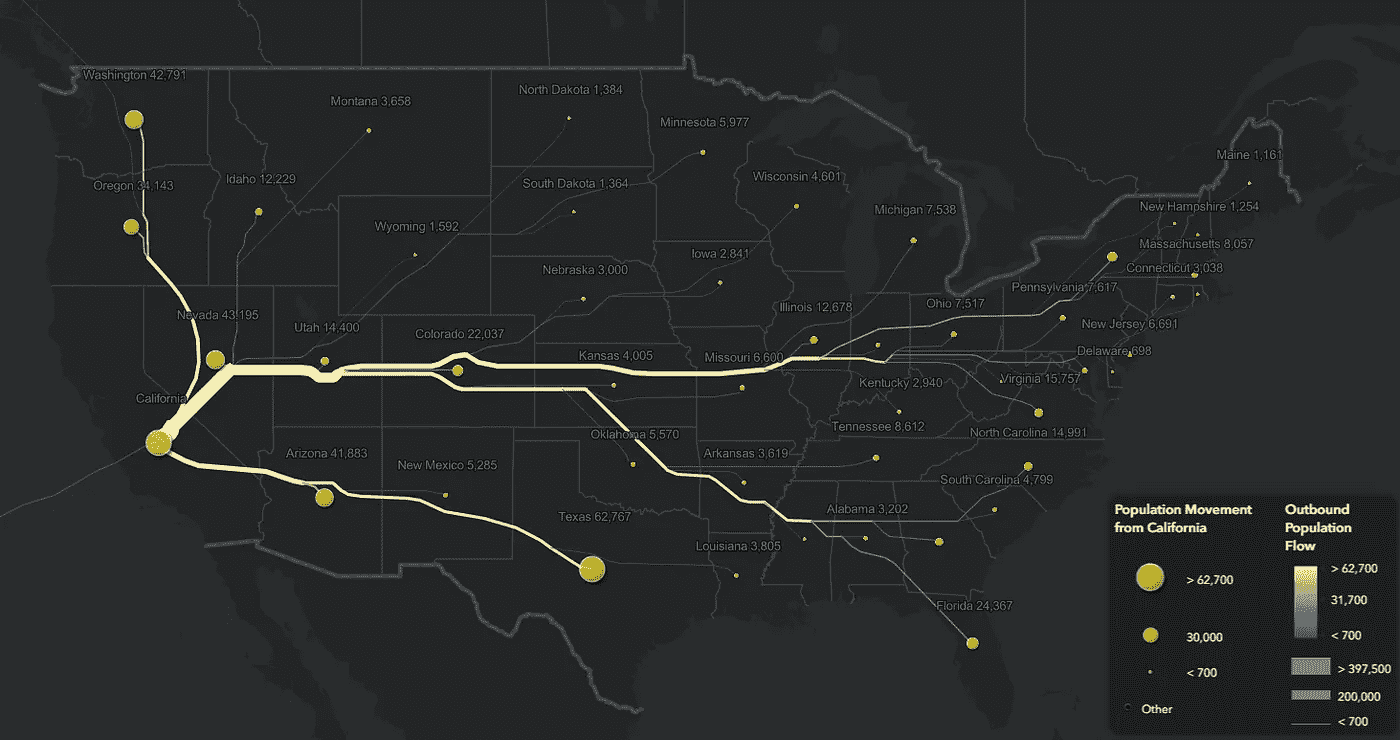 Washington 42,791
Montana 3,658
North Dakota 1,384
Minnesota 5,977
Maine 1,161
Oregon 34,143
Idaho 12,229
South Dakota 1,364
Wisconsin 4,601
Michigan 7,538
New Hampshire 1,254
Wyoming 1,592
Massachusetts 8,057
Iowa 2,841
Nebraska 3,000
Connecticut 3,038
Pennsylvania 7,617
Nevada 43,195
Utah 14,400
Colorado 22,037
Illinois 12,678
Ohio 7,517
New Jersey 6,691
Kansas 4,005
Missouri 6,600
Delaware 698
Kentucky 2,940
Virginia 15,757
California
Arizona 41,883
New Mexico 5,285
Oklahoma 5,570
Arkansas 3,619
Tennessee 8,612
North Carolina 14,991
South Carolina 4,799
Texas 62,767
Louisiana 3,805
Alabama 3,202
Florida 24,367
Population Movement
from California
> 62,700
30,000
< 700
Other
Outbound
Population
Flow
> 62,700
31,700
< 700
> 397,500
200,000
< 700